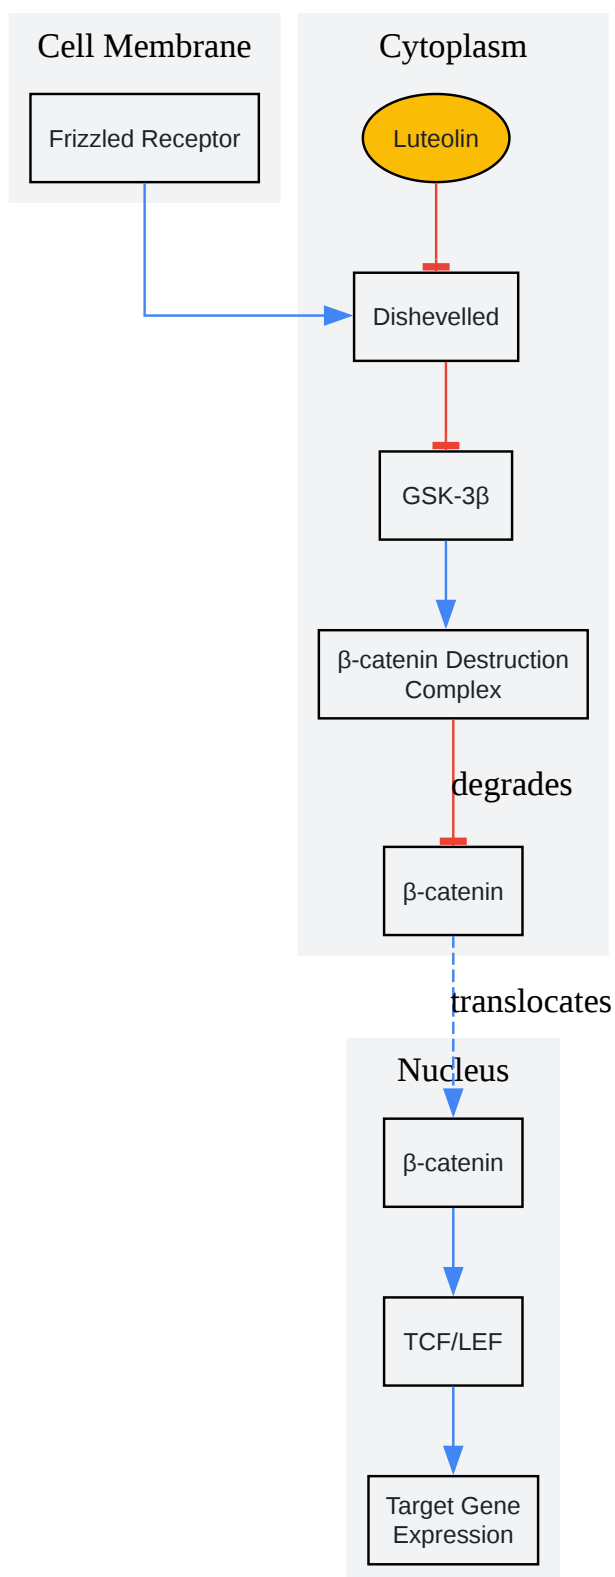 Cell Membrane
Cytoplasm
Frizzled Receptor
Luteolin
Dishevelled
GSK-3β
β-catenin Destruction
Complex
degrades
β-catenin
translocates
Nucleus
β-catenin
TCF/LEF
Target Gene
Expression